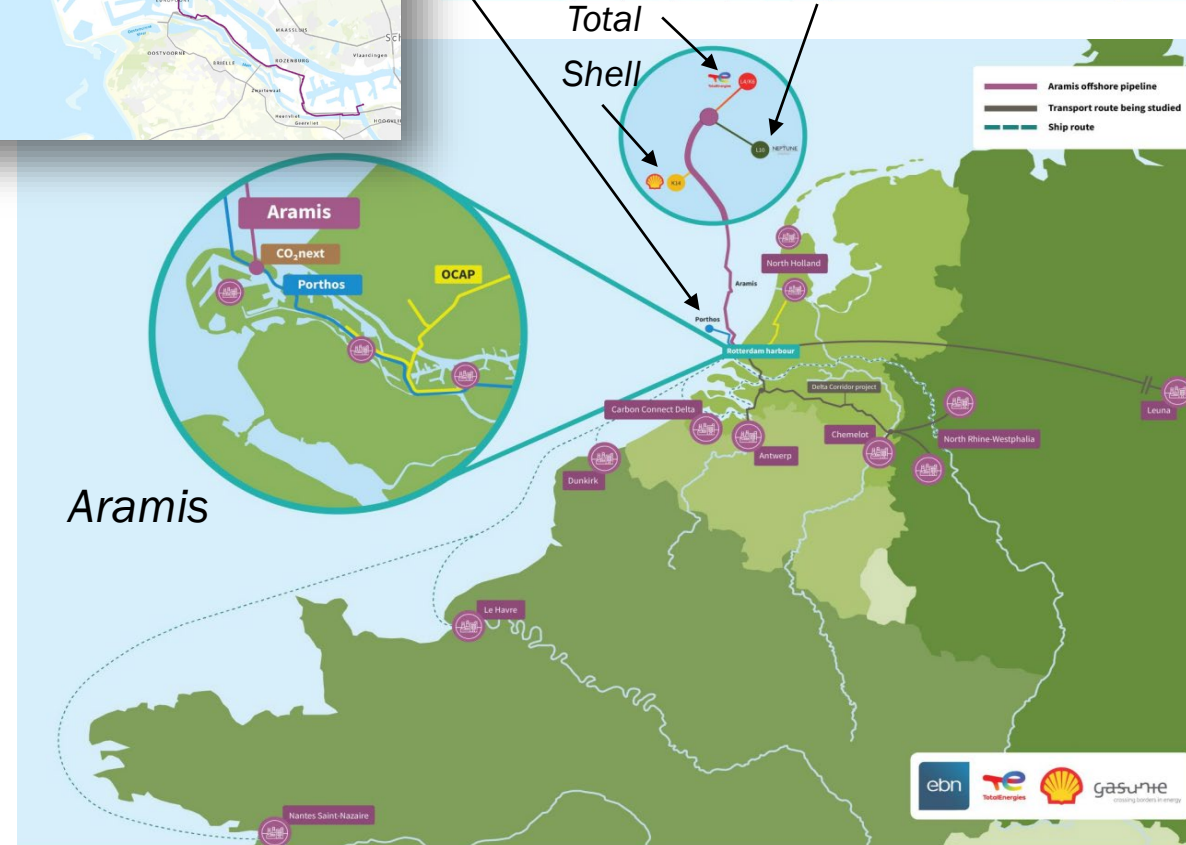 MAASSLUIS
Vlaardingen
OOSTVOORNE
BRIELLE
ROZENBURG
Zwartewaal
Heenvliet
Geervliet
Total
Shell
TotalEnergies
L4/K6
L10
NEPTUNE
K14
Aramis offshore pipeline
Transport route being studied
Ship route
Aramis
CO₂next
Porthos
OCAP
North Holland
Aramis
Porthos
Rotterdam harbour
Delta Corridor project
Leuna
Carbon Connect Delta
Chemelot
North Rhine-Westphalia
Antwerp
Dunkirk
Aramis
Le Havre
Nantes Saint-Nazaire
ebn
TotalEnergies
gasunie
crossing borders in energy